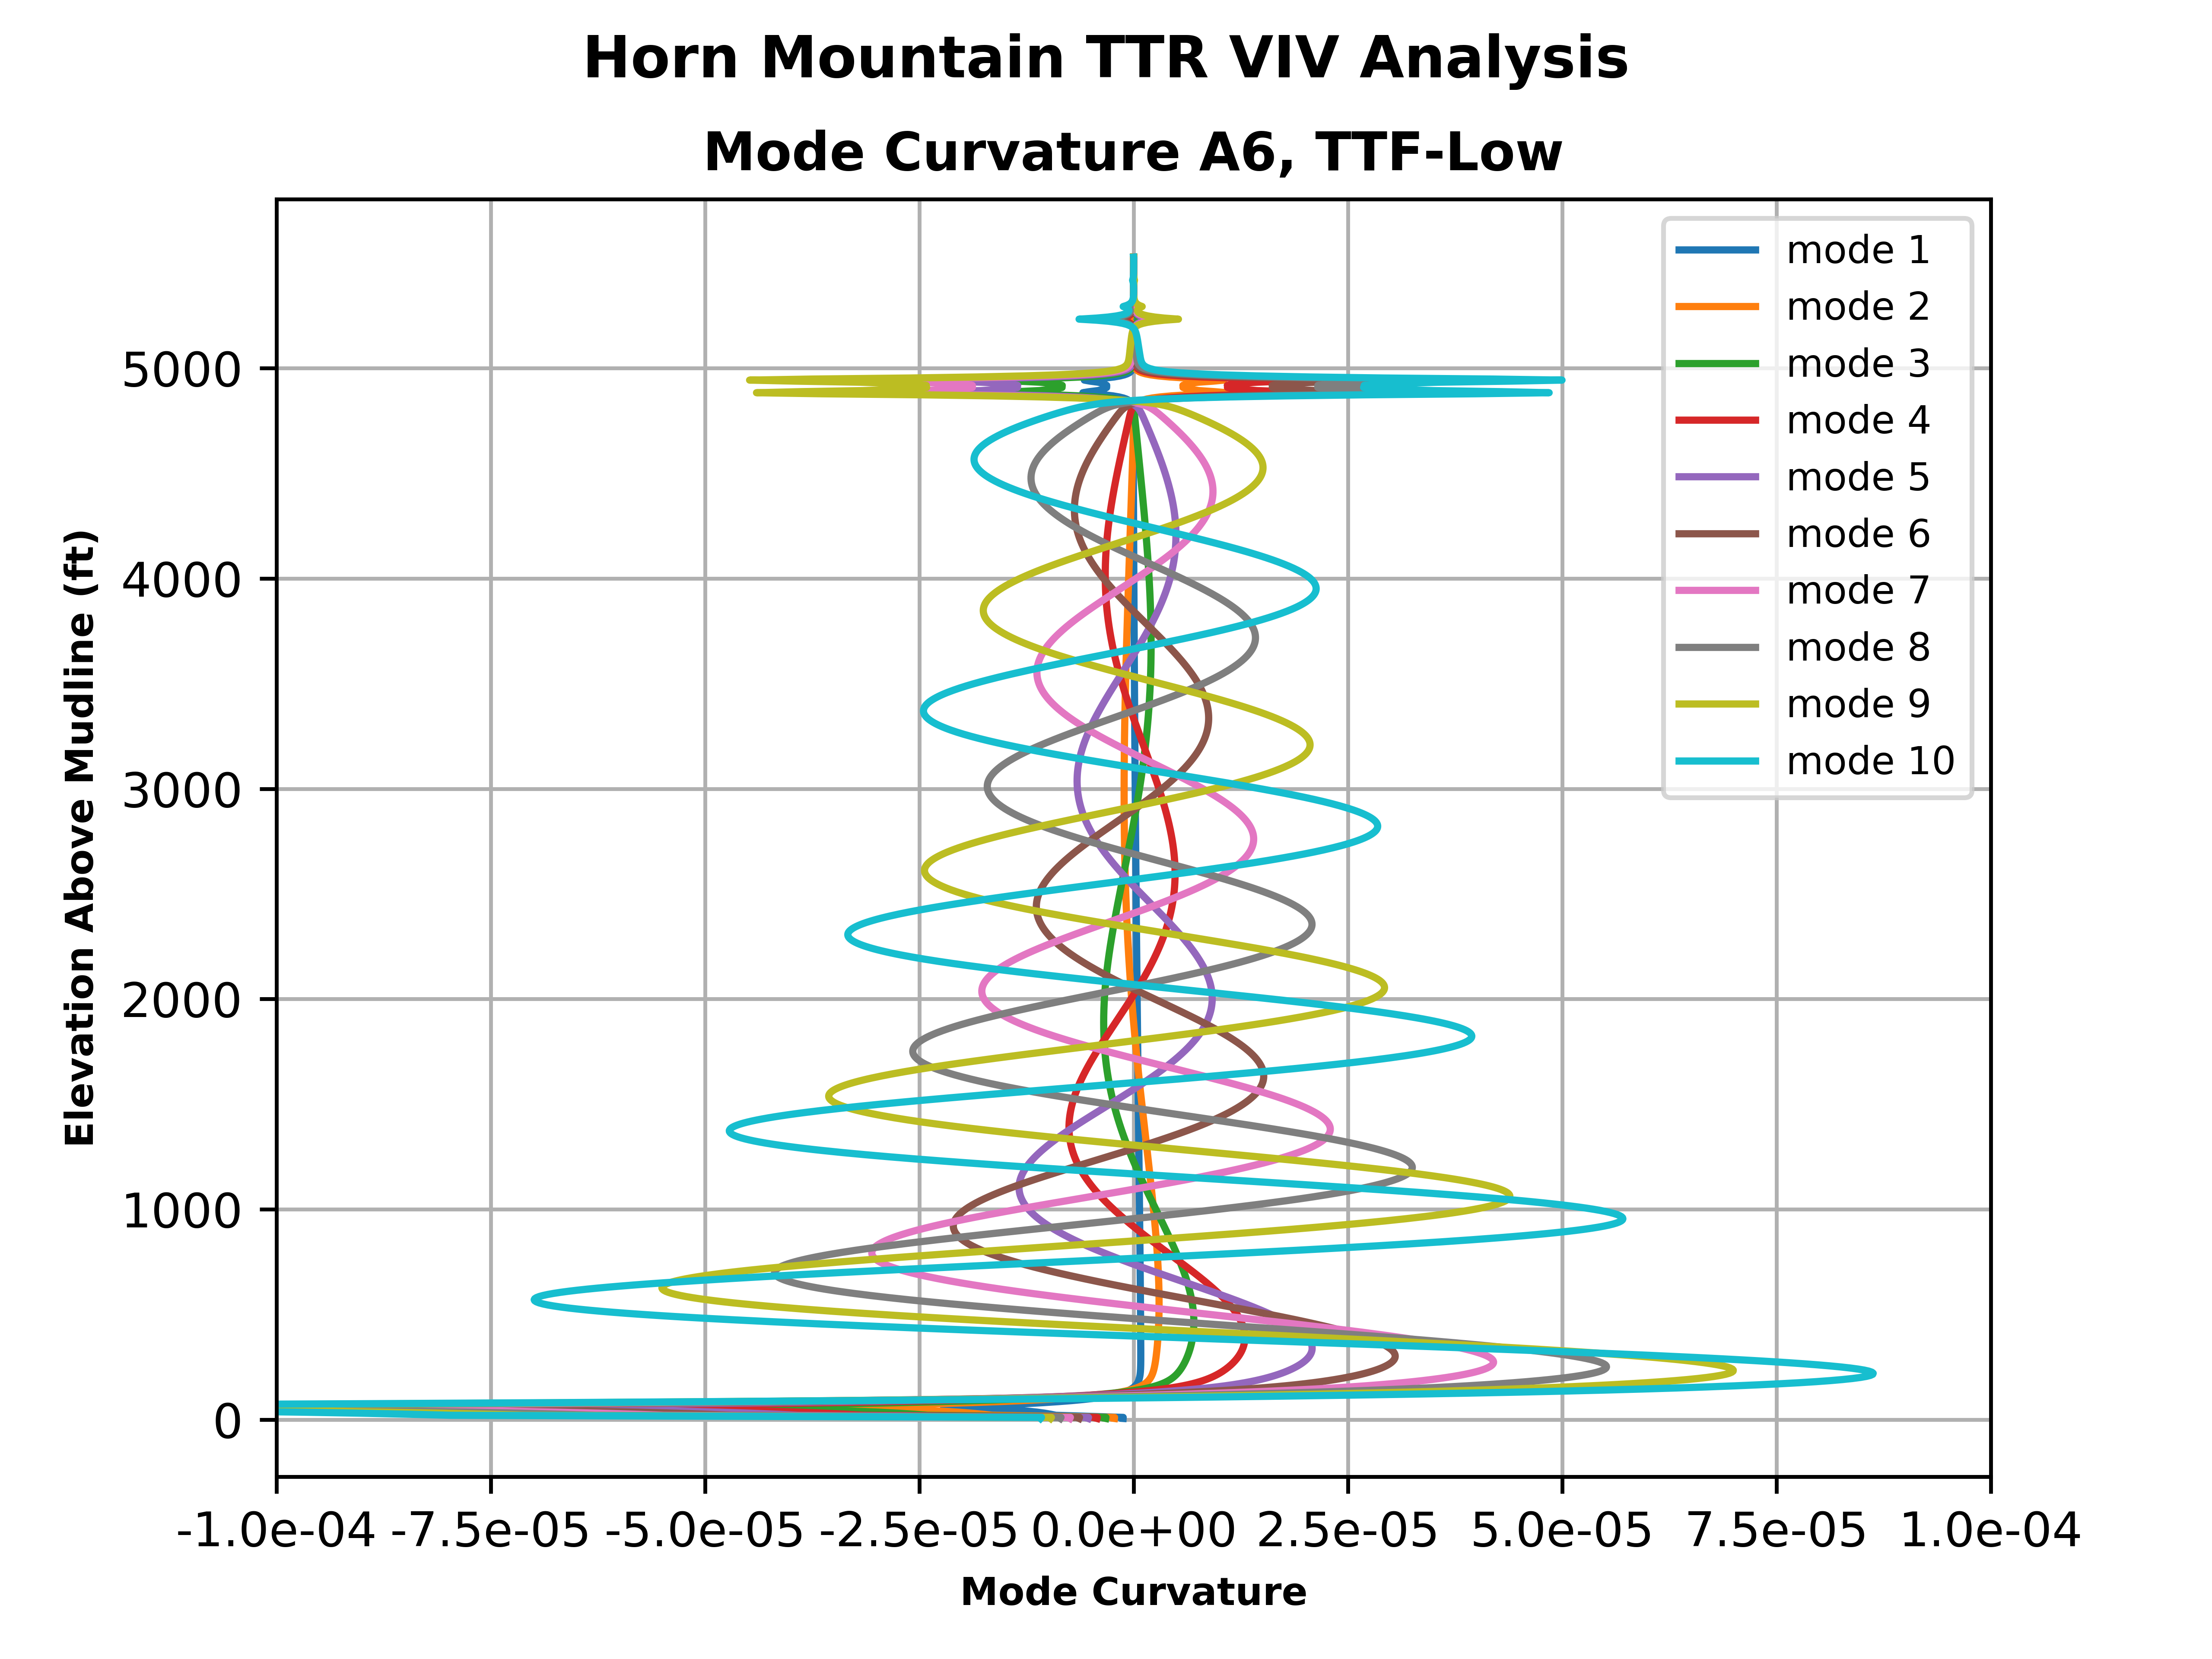 Horn Mountain TTR VIV Analysis
Mode Curvature A6, TTF-Low
mode 1
mode 2
mode 3
mode 4
mode 5
mode 6
mode 7
mode 8
mode 9
mode 10
Elevation Above Mudline (ft)
5000
4000
3000
2000
1000
0
-1.0e-04 -7.5e-05 -5.0e-05 -2.5e-05 0.0e+00 2.5e-05 5.0e-05 7.5e-05 1.0e-04
Mode Curvature